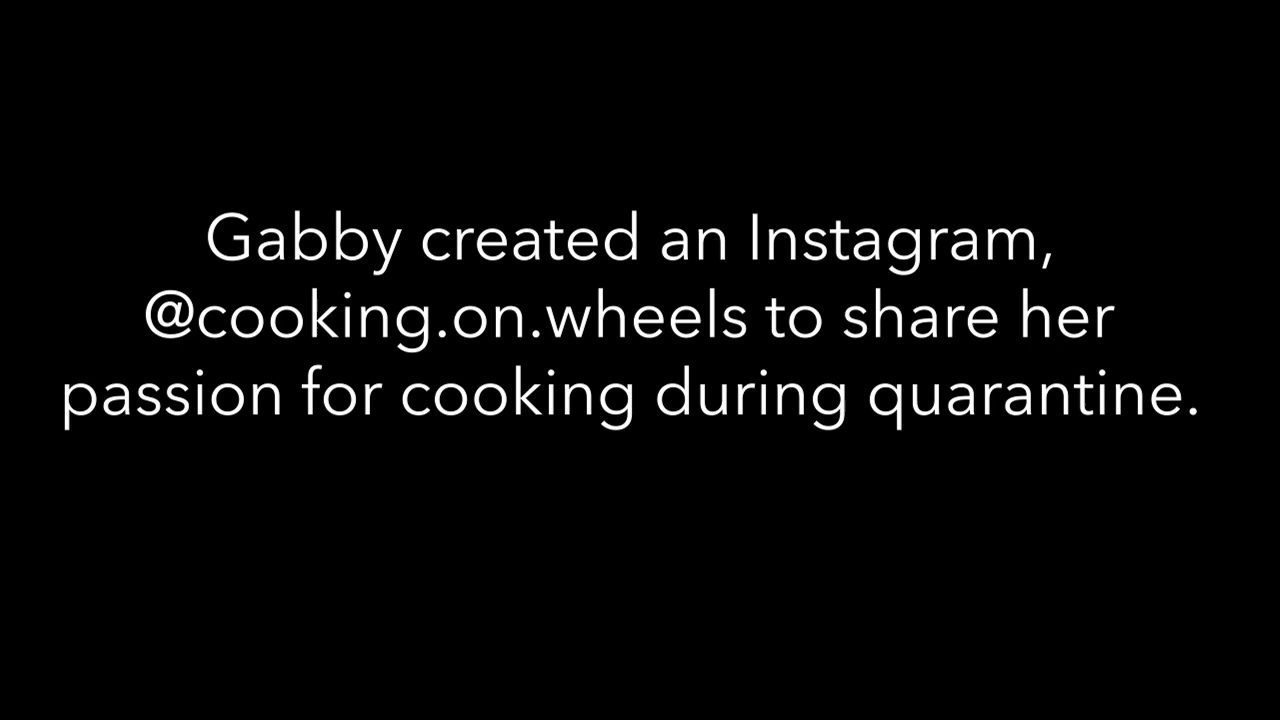 Gabby created an Instagram,
@cooking.on.wheels to share her
passion for cooking during quarantine.